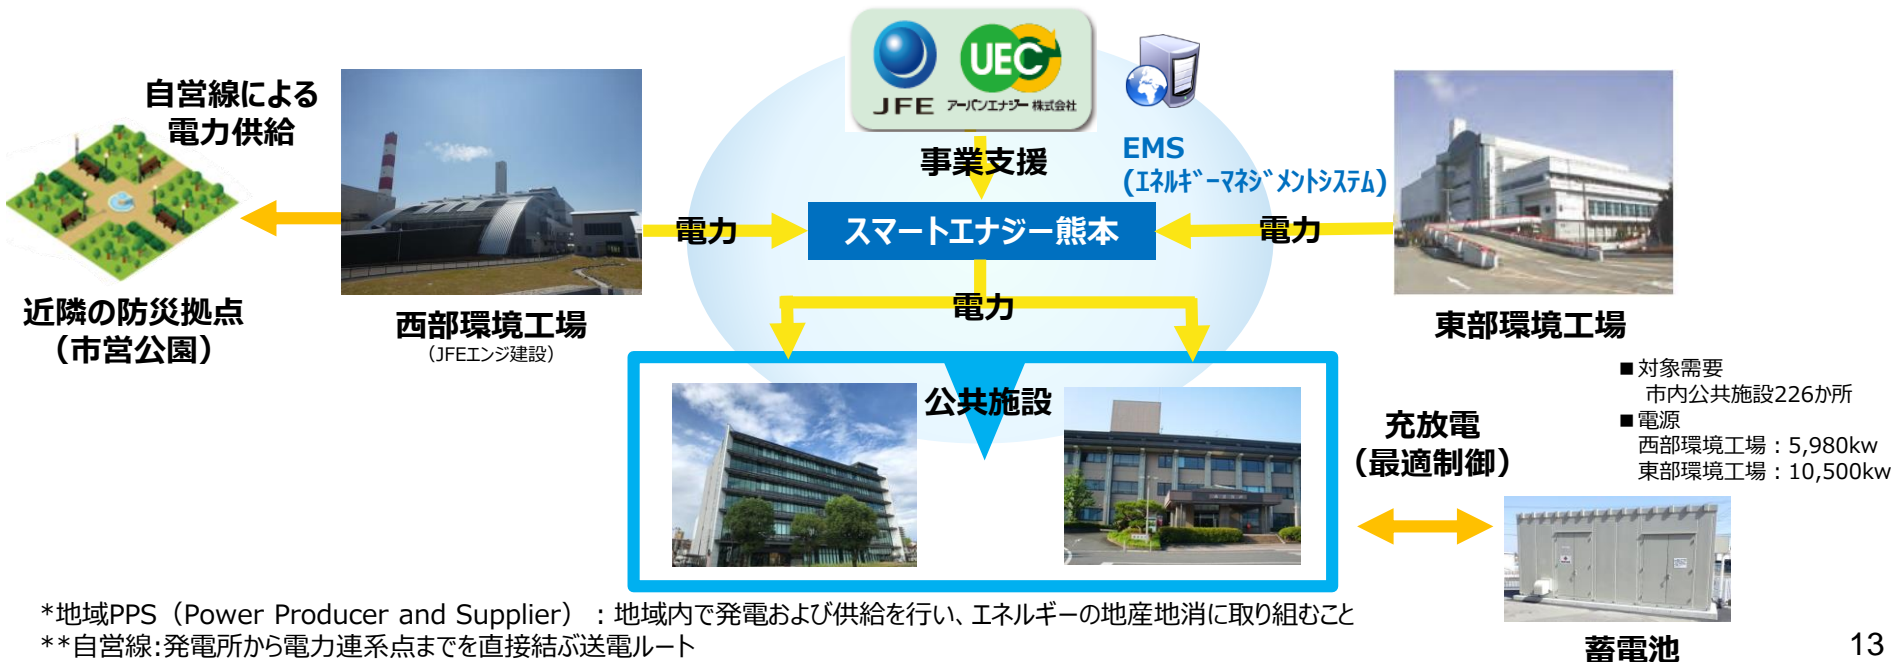 JFE
UEC
アーバンエナジー 株式会社
自営線による
電力供給
事業支援
EMS
(エネルギーマネジメントシステム)
電力
スマートエナジー熊本
電力
電力
近隣の防災拠点
（市営公園）
西部環境工場
（JFEエンジ建設）
東部環境工場
公共施設
■対象需要
市内公共施設226か所
■電源
西部環境工場：5,980kw
東部環境工場：10,500kw
充放電
（最適制御）
蓄電池
*地域PPS（Power Producer and Supplier）：地域内で発電および供給を行い、エネルギーの地産地消に取り組むこと
**自営線:発電所から電力連系点までを直接結ぶ送電ルート
13